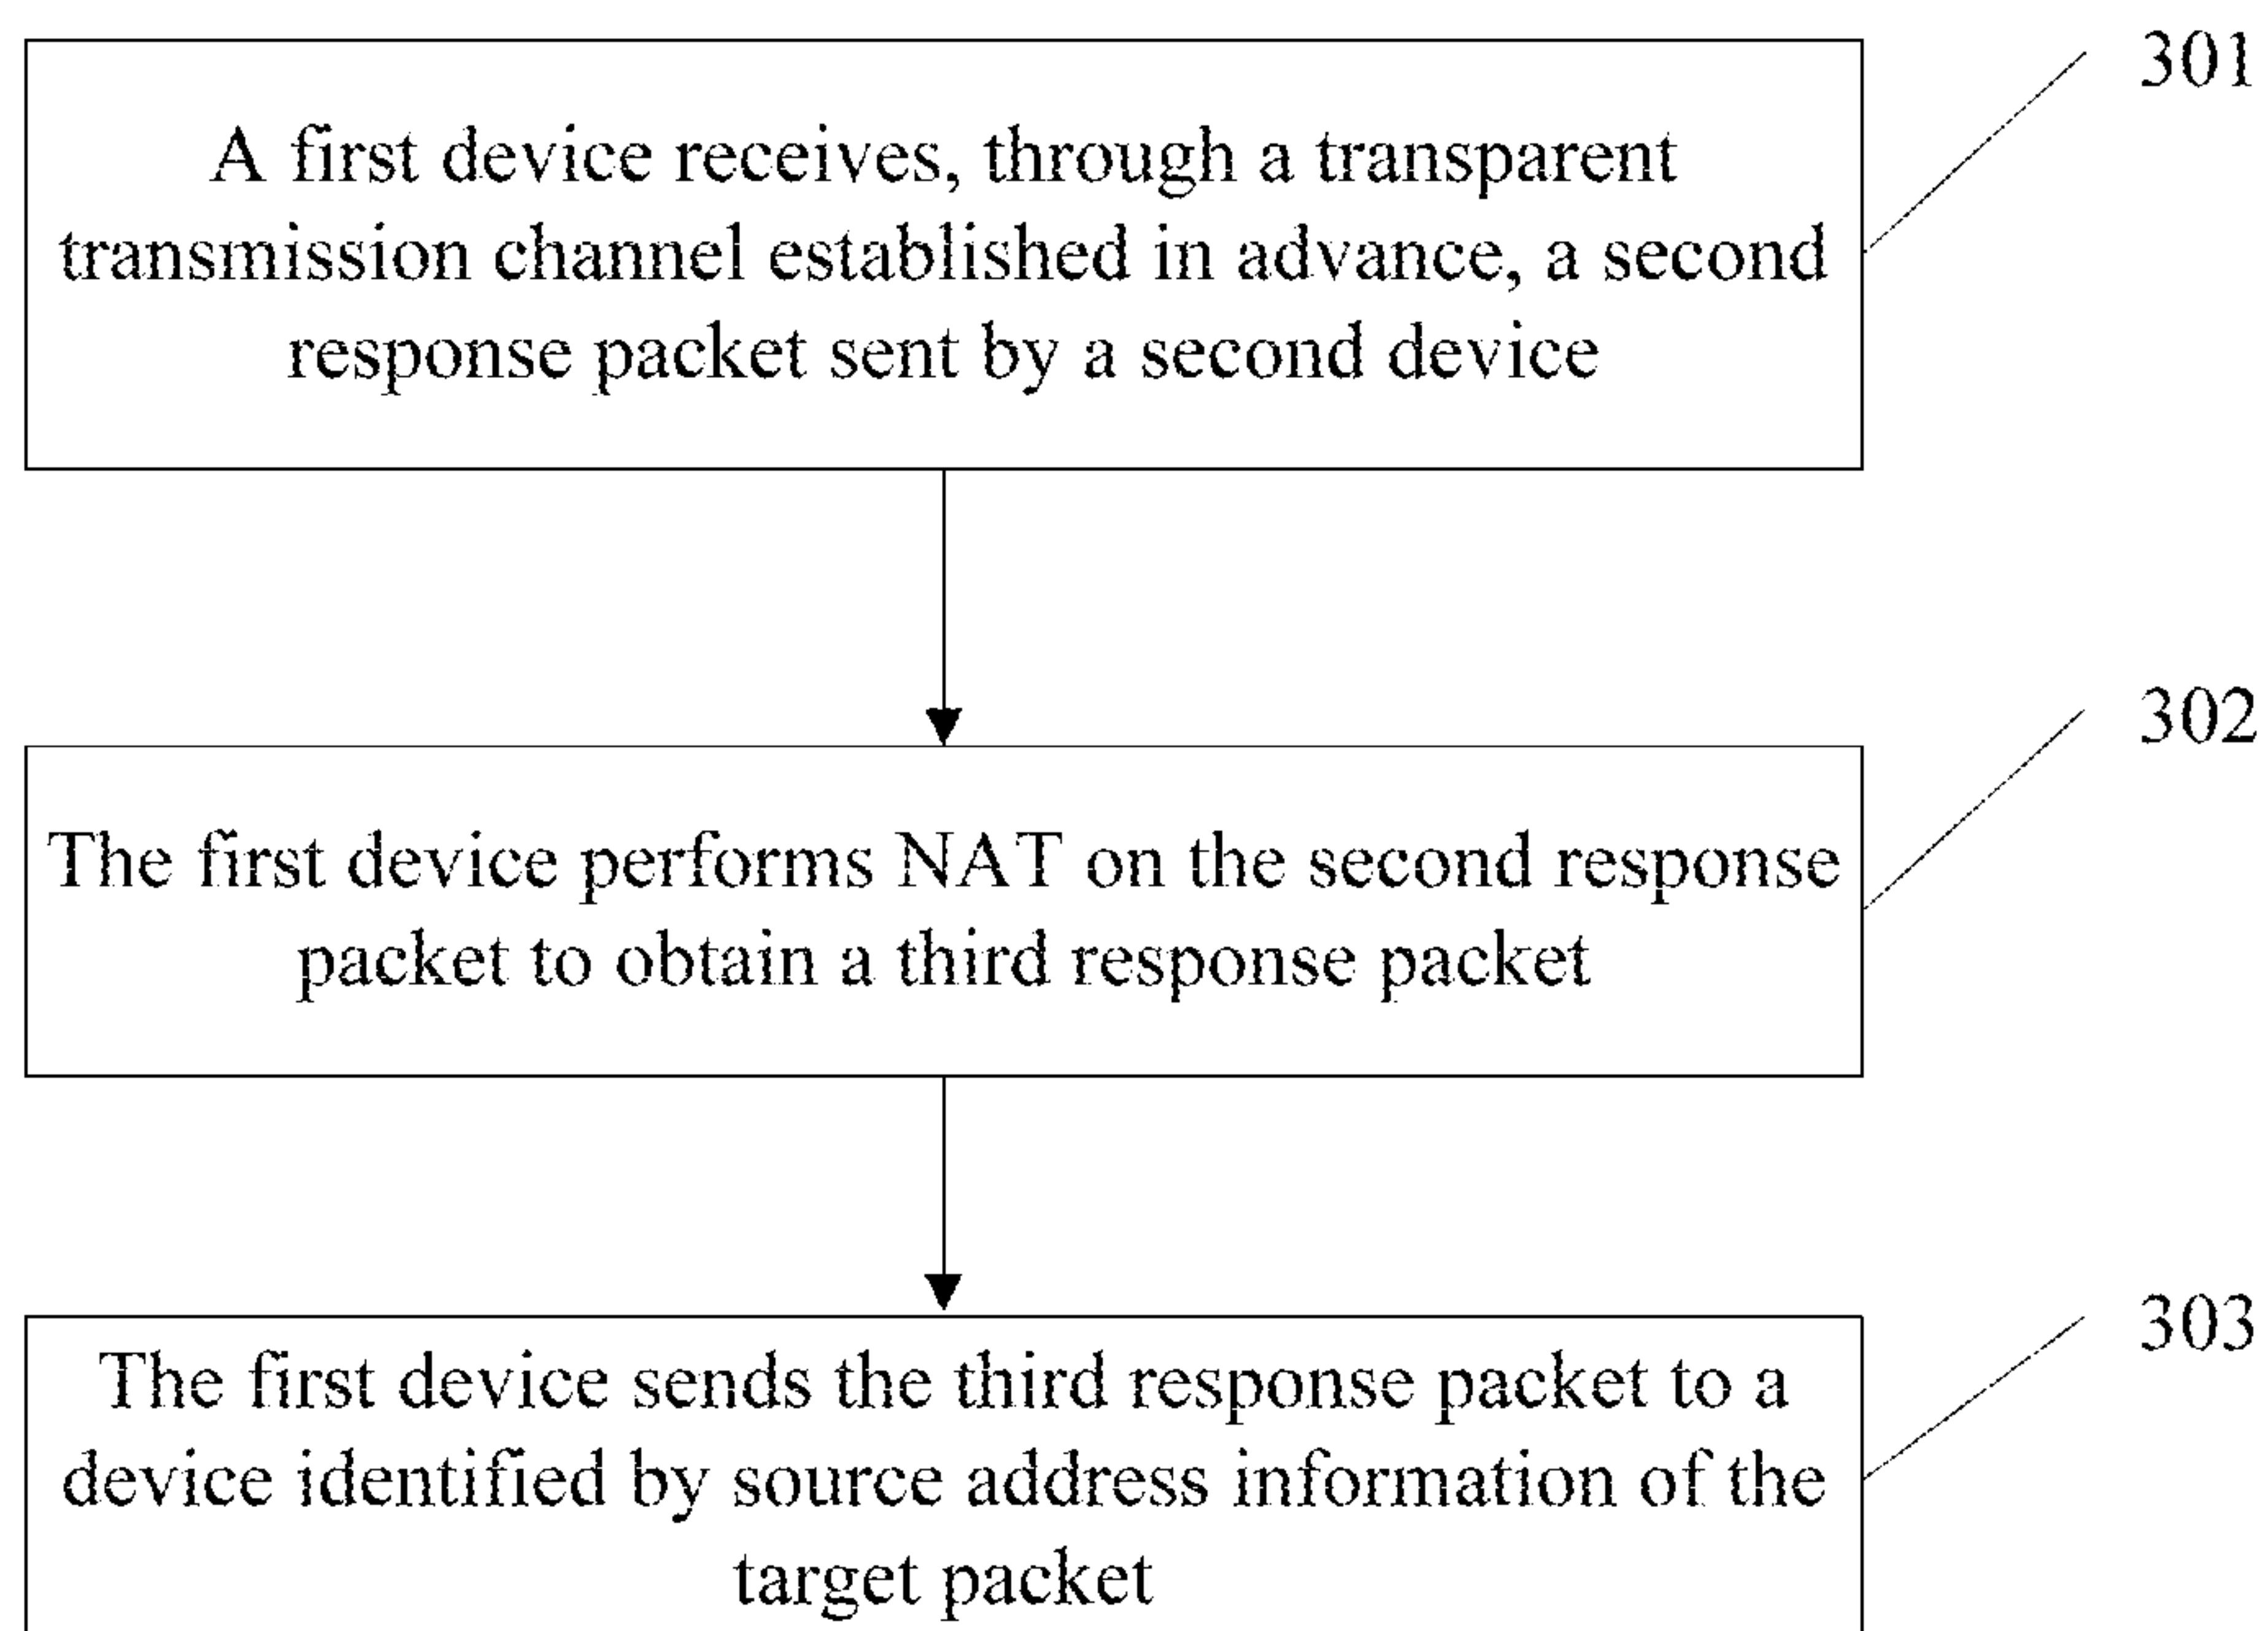 301
A first device receives, through a transparent
transmission channel established in advance, a second
response packet sent by a second device
302
The first device performs NAT on the second response
packet to obtain a third response packet
303
The first device sends the third response packet to a
device identified by source address information of the
target packet